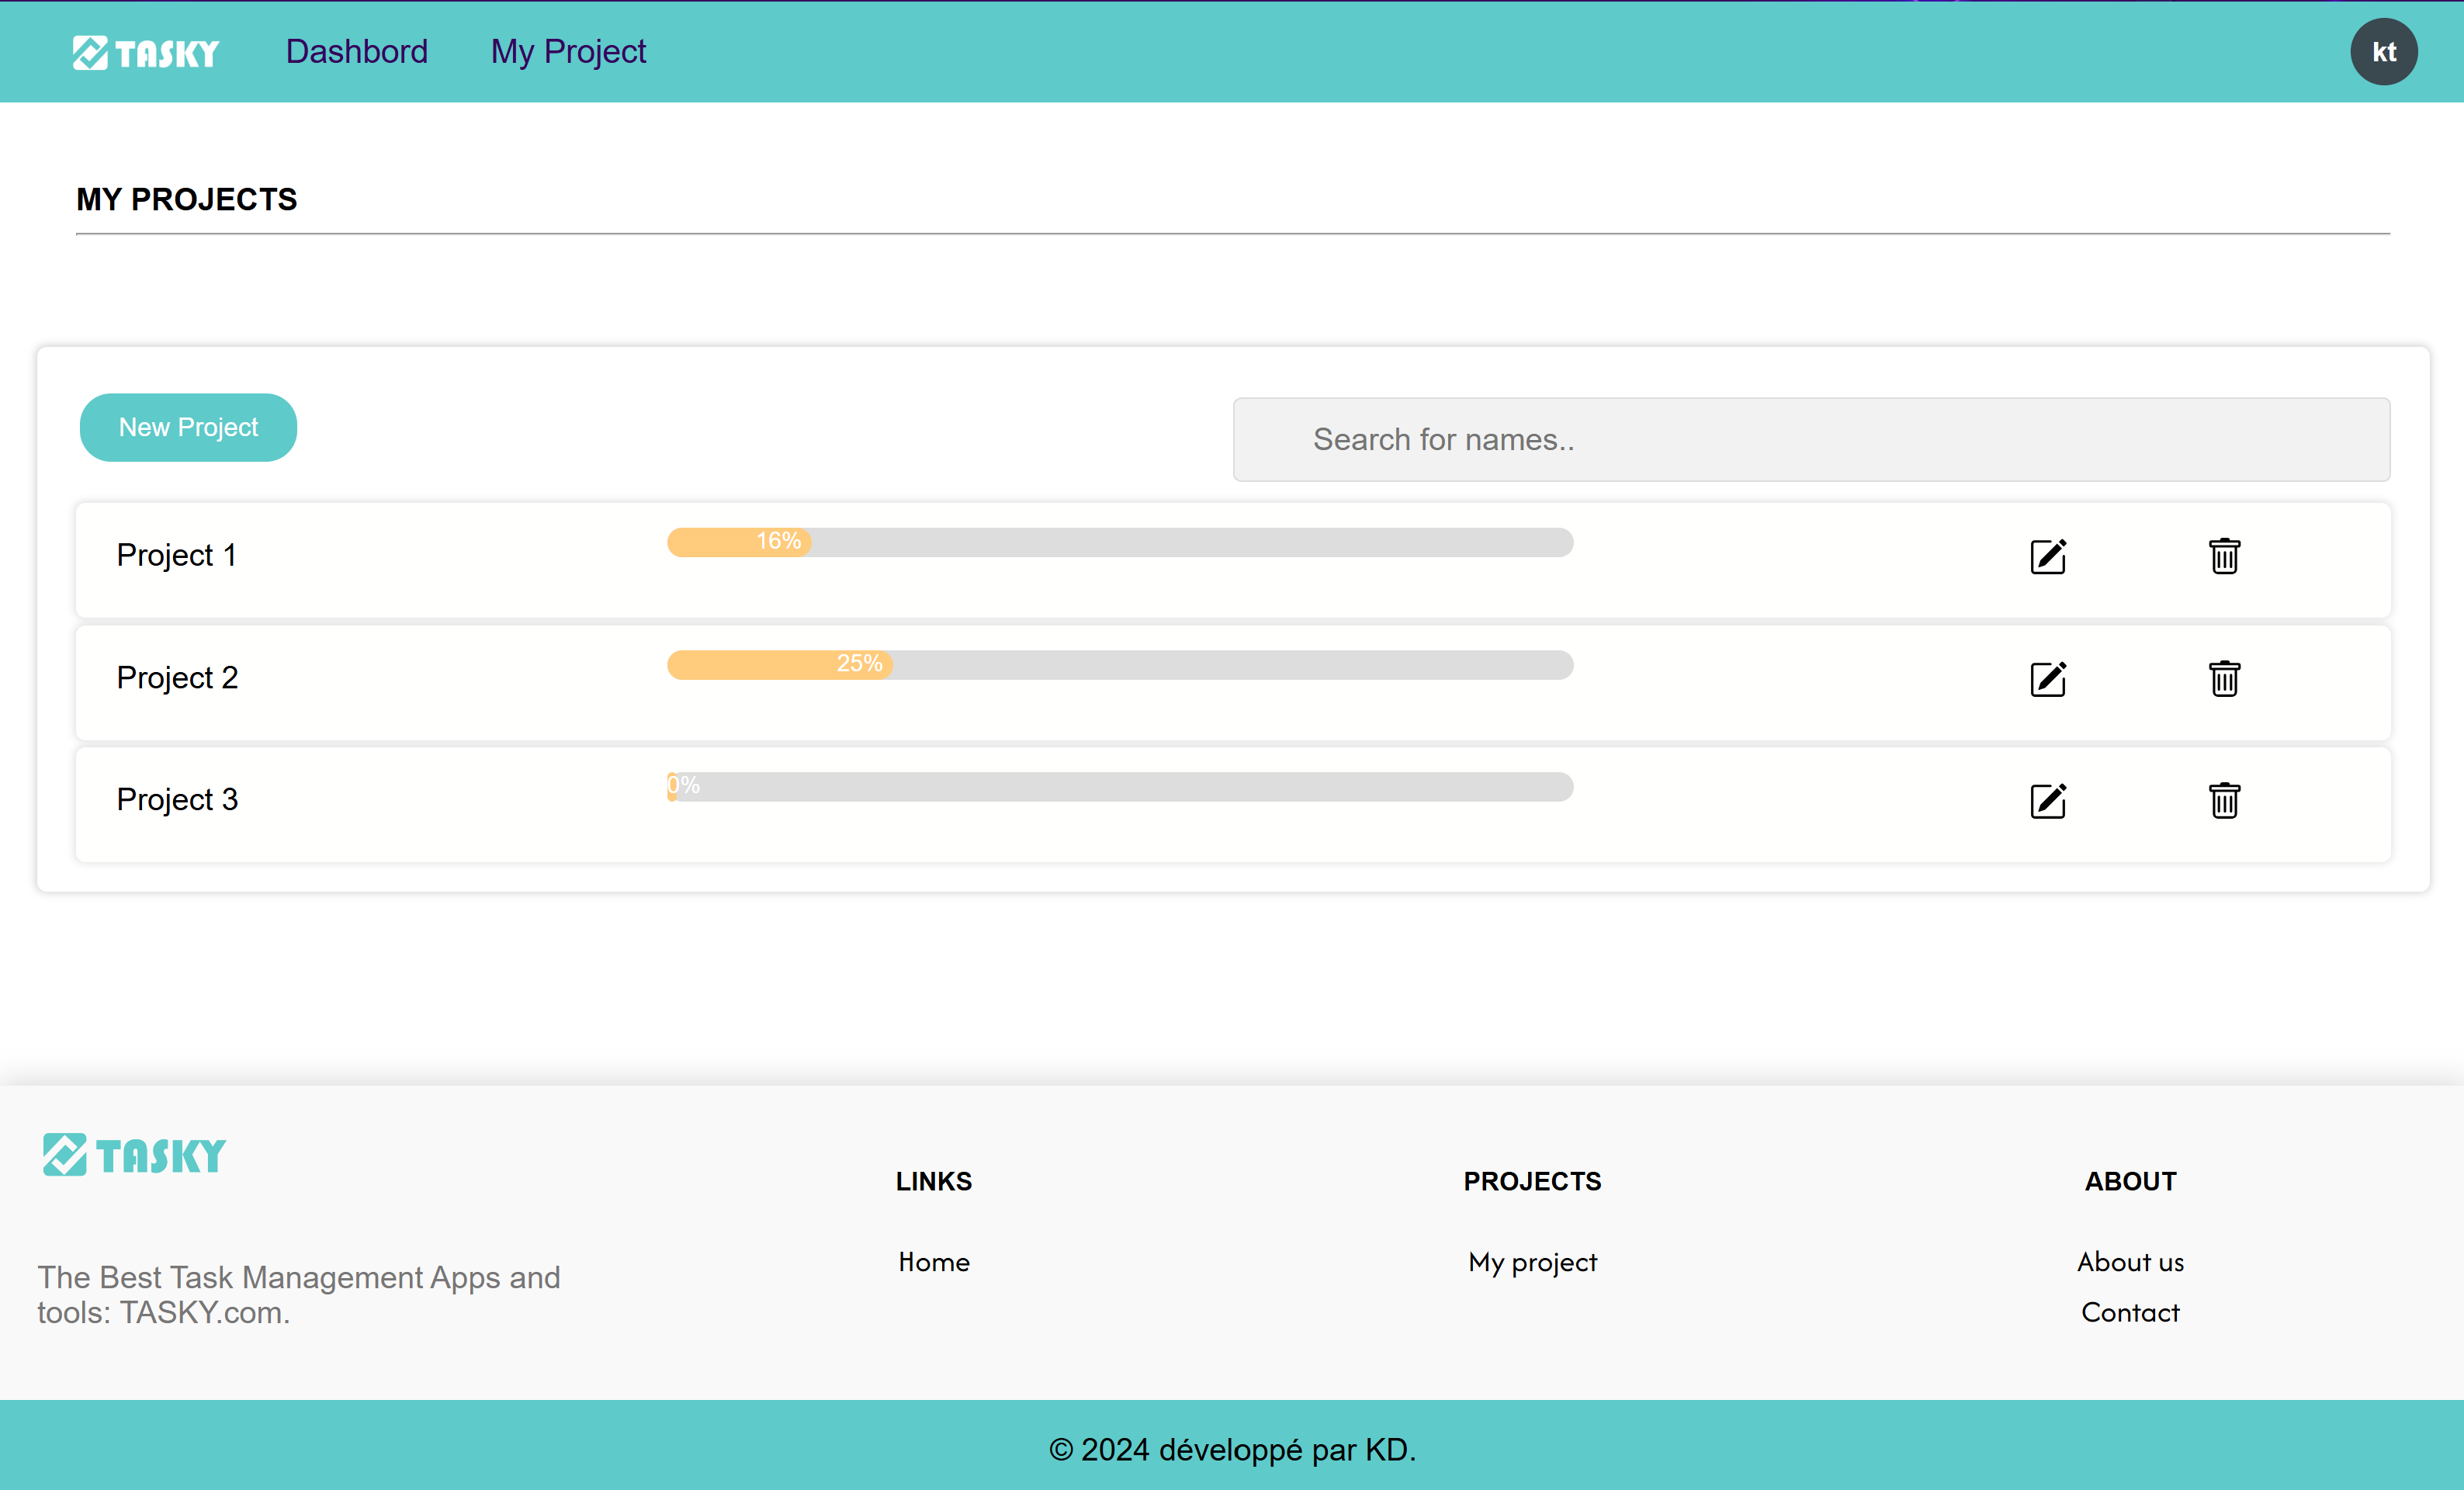 TASKY
Dashbord
My Project
kt
MY PROJECTS
New Project
Search for names..
Project 1
16%
Project 2
25%
Project 3
0%
TASKY
The Best Task Management Apps and
tools: TASKY.com.
LINKS
Home
PROJECTS
My project
ABOUT
About us
Contact
© 2024 développé par KD.